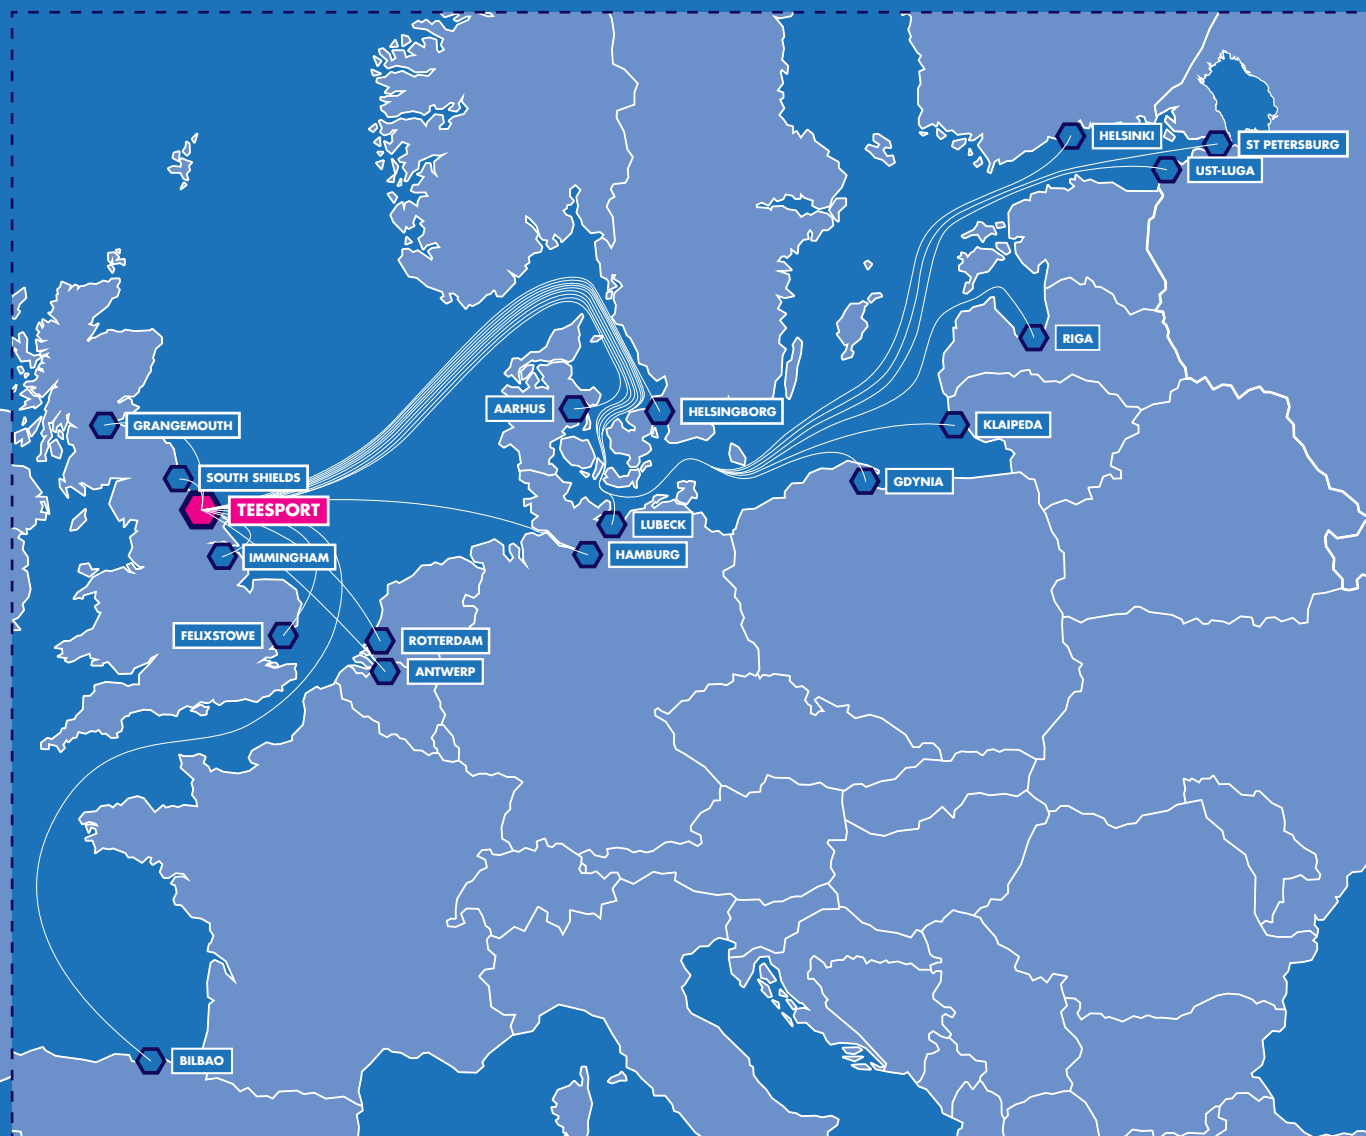 HELSINKI
ST PETERSBURG
UST-LUGA
RIGA
AARHUS
HELSINGBORG
GRANGEMOUTH
KLAIPEDA
SOUTH SHIELDS
GDYNIA
TEESPORT
LUBECK
HAMBURG
IMMINGHAM
FELIXSTOWE
ROTTERDAM
ANTWERP
BILBAO